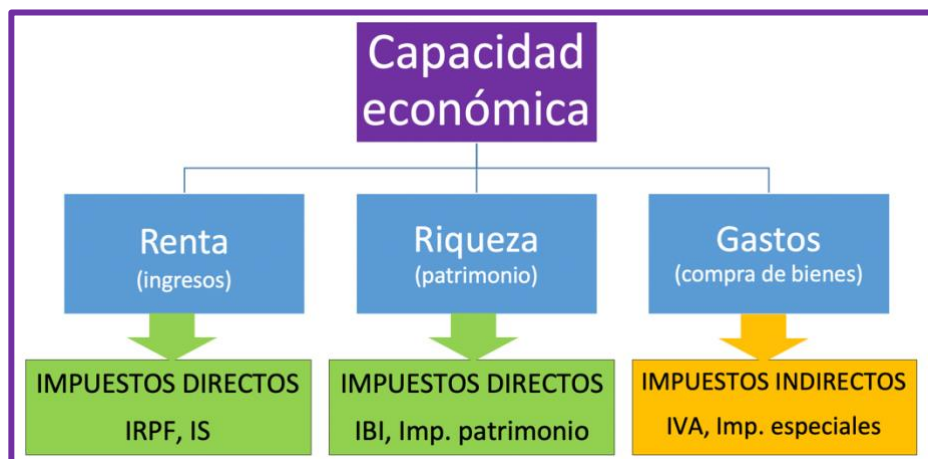 Capacidad
económica
Renta
(ingresos)
Riqueza
(patrimonio)
Gastos
(compra de bienes)
IMPUESTOS DIRECTOS
IRPF, IS
IMPUESTOS DIRECTOS
IBI, Imp. patrimonio
IMPUESTOS INDIRECTOS
IVA, Imp. especiales